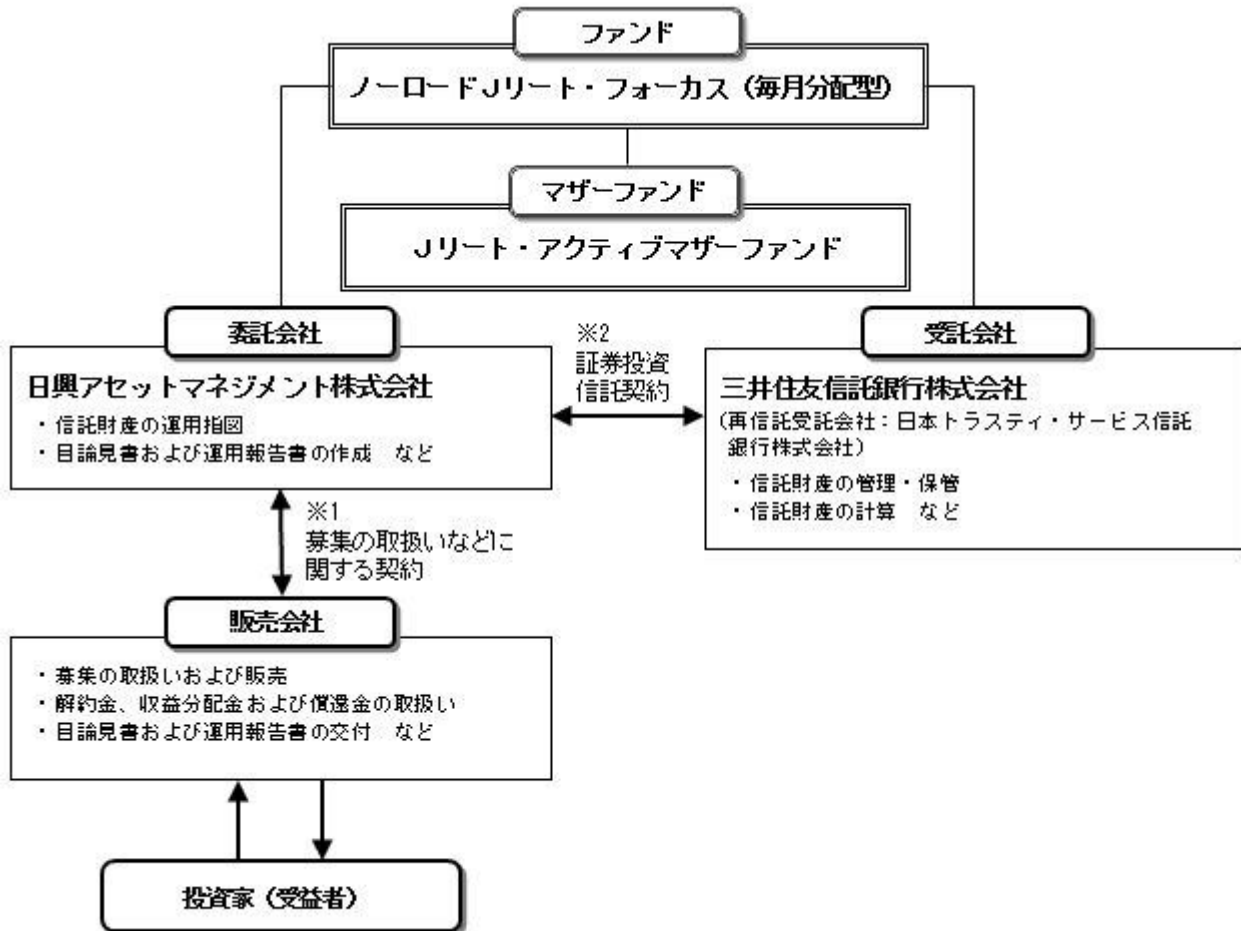 ファンド
ノーロードJリート・フォーカス（毎月分配型）
マザーファンド
Jリート・アクティブマザーファンド
委託会社
日興アセットマネジメント株式会社
・信託財産の運用指図
・目論見書および運用報告書の作成　など
※2
証券投資
信託契約
受託会社
三井住友信託銀行株式会社
（再信託受託会社：日本トラスティ・サービス信託
銀行株式会社）
・信託財産の管理・保管
・信託財産の計算　など
※1
募集の取扱いなどに
関する契約
販売会社
・募集の取扱いおよび販売
・解約金、収益分配金および償還金の取扱い
・目論見書および運用報告書の交付　など
投資家（受益者）